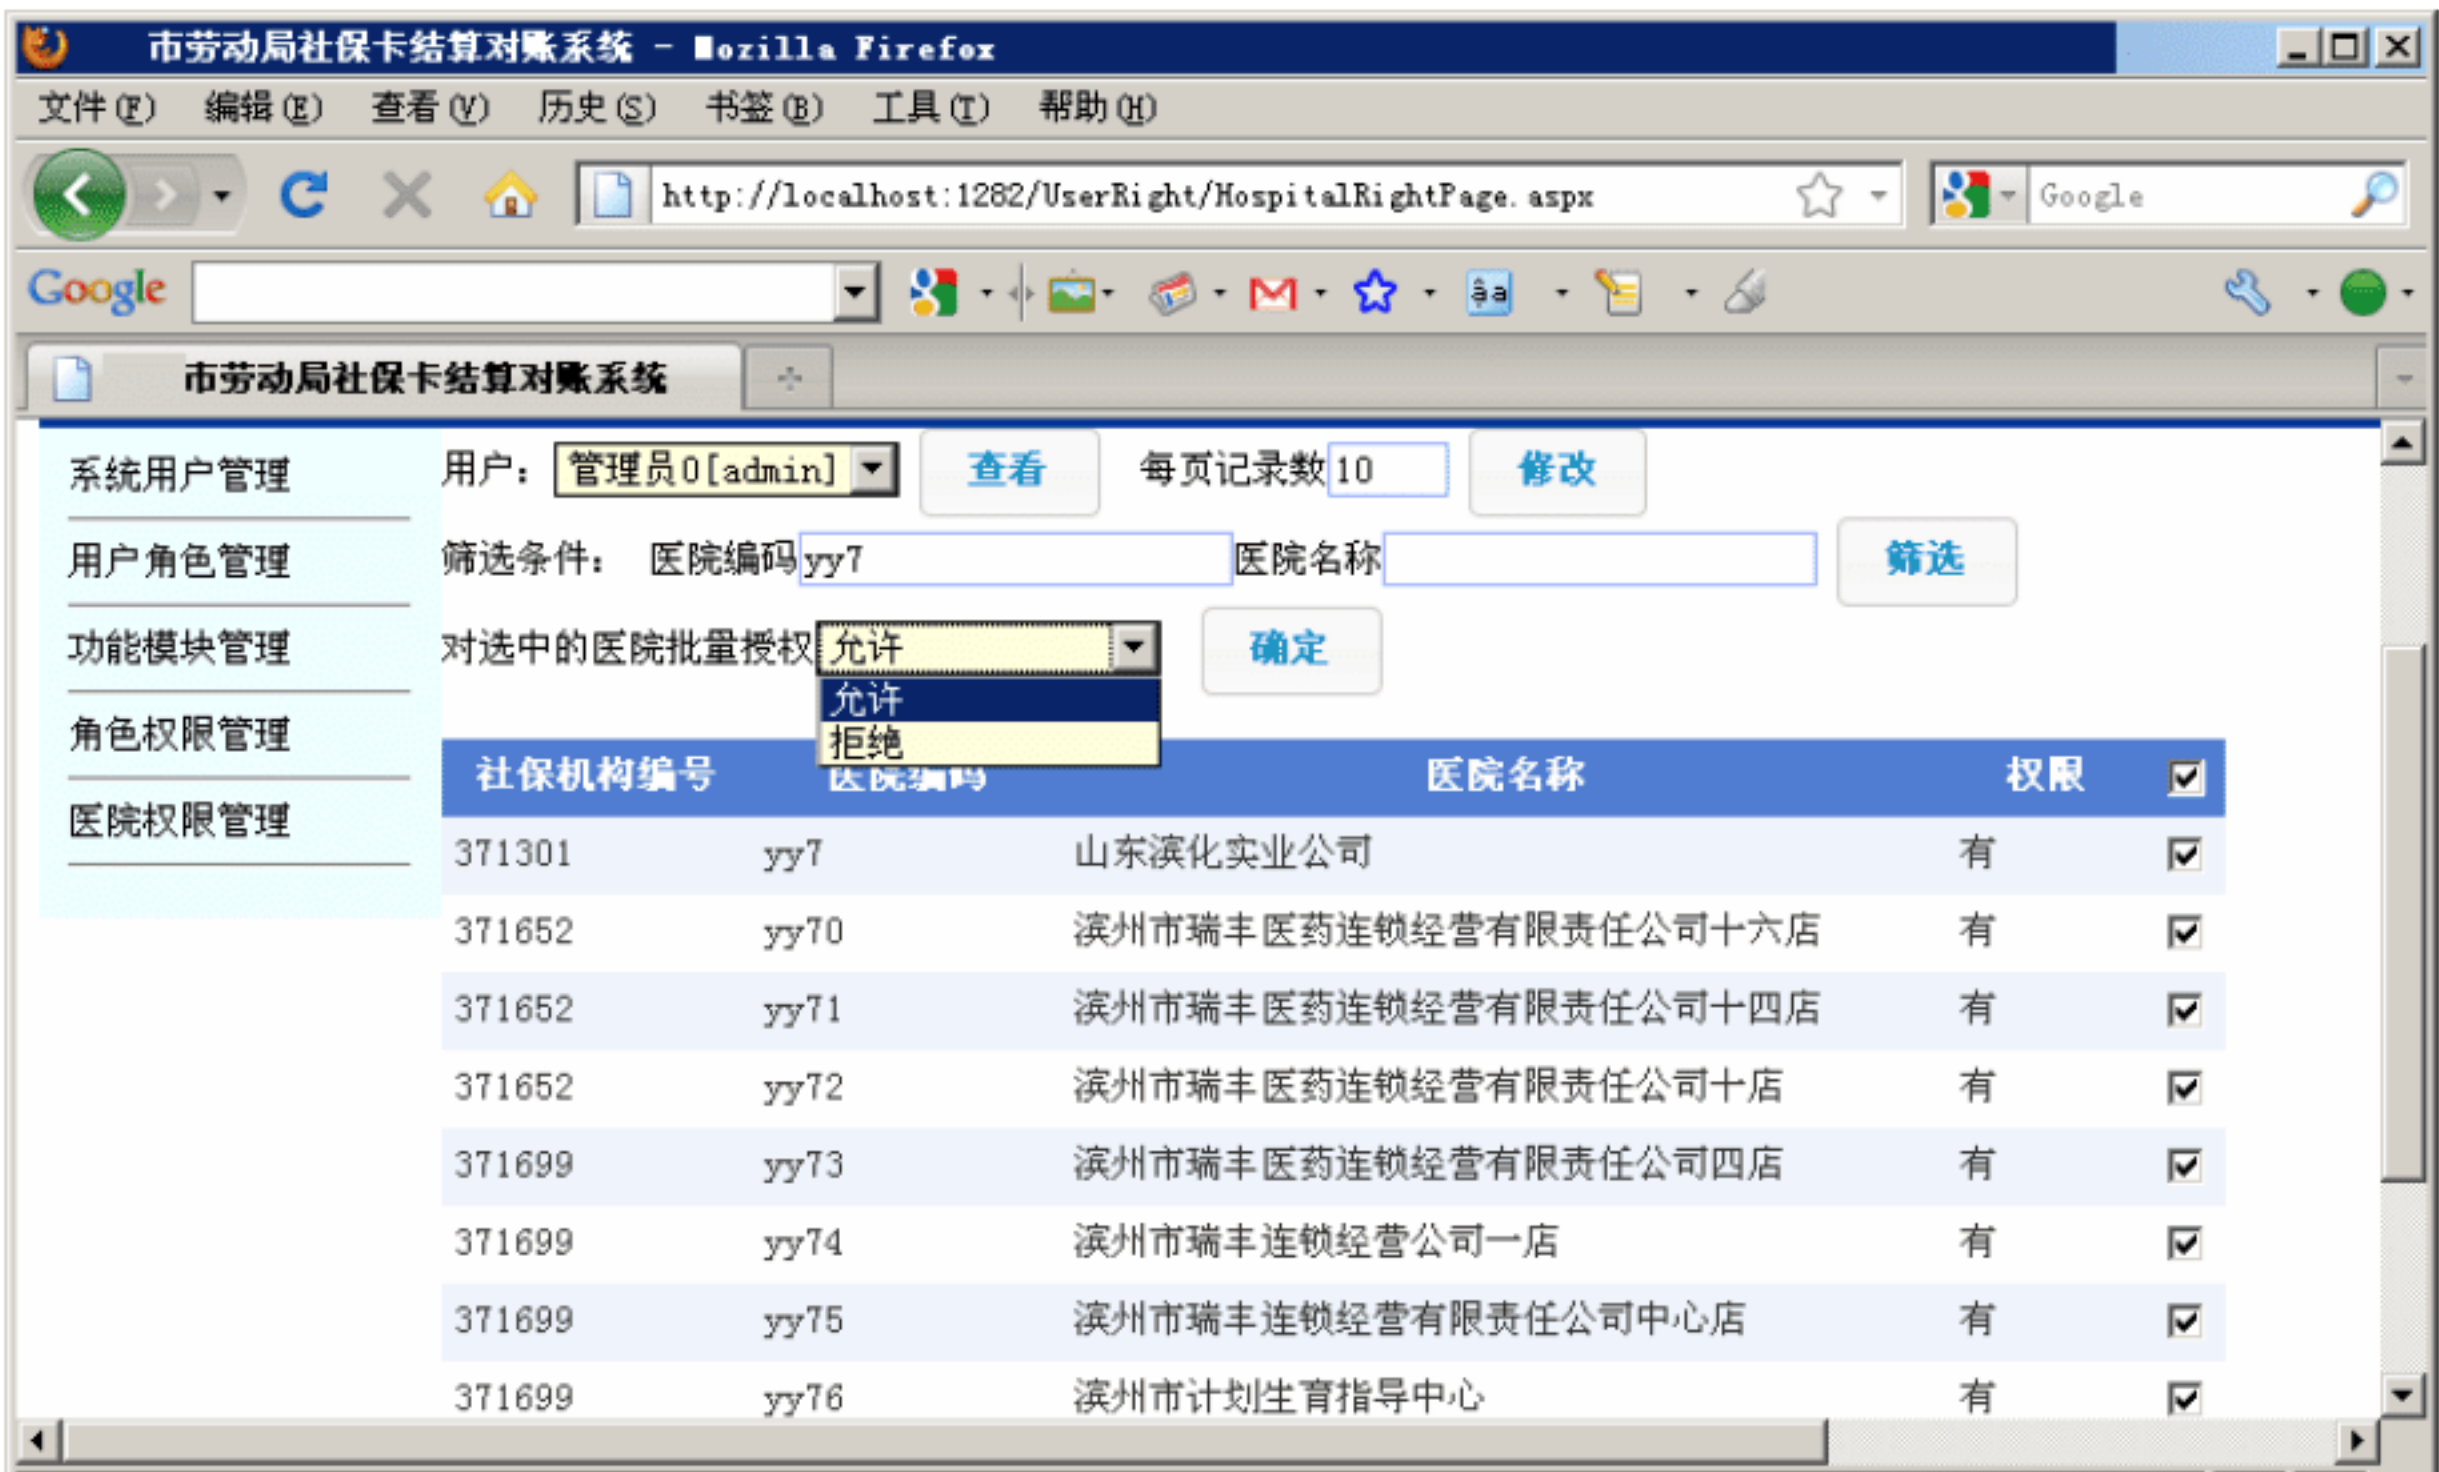 市劳动局社保卡结算对账系统 - Mozilla Firefox
文件(F) 编辑(E) 查看(V) 历史(S) 书签(B) 工具(T) 帮助(H)
http://localhost:1282/UserRight/HospitalRightPage.aspx Google
Google
市劳动局社保卡结算对账系统
系统用户管理
用户角色管理
功能模块管理
角色权限管理
医院权限管理
用户: 管理员0[admin] 查看 每页记录数 10 修改
筛选条件: 医院编码 yy7 医院名称 筛选
对选中的医院批量授权 允许 确定
允许
拒绝
社保机构编号 医院编码 医院名称 权限
371301 yy7 山东滨化实业公司 有
371652 yy70 滨州市瑞丰医药连锁经营有限责任公司十六店 有
371652 yy71 滨州市瑞丰医药连锁经营有限责任公司十四店 有
371652 yy72 滨州市瑞丰医药连锁经营有限责任公司十店 有
371699 yy73 滨州市瑞丰医药连锁经营有限责任公司四店 有
371699 yy74 滨州市瑞丰连锁经营公司一店 有
371699 yy75 滨州市瑞丰连锁经营有限责任公司中心店 有
371699 yy76 滨州市计划生育指导中心 有